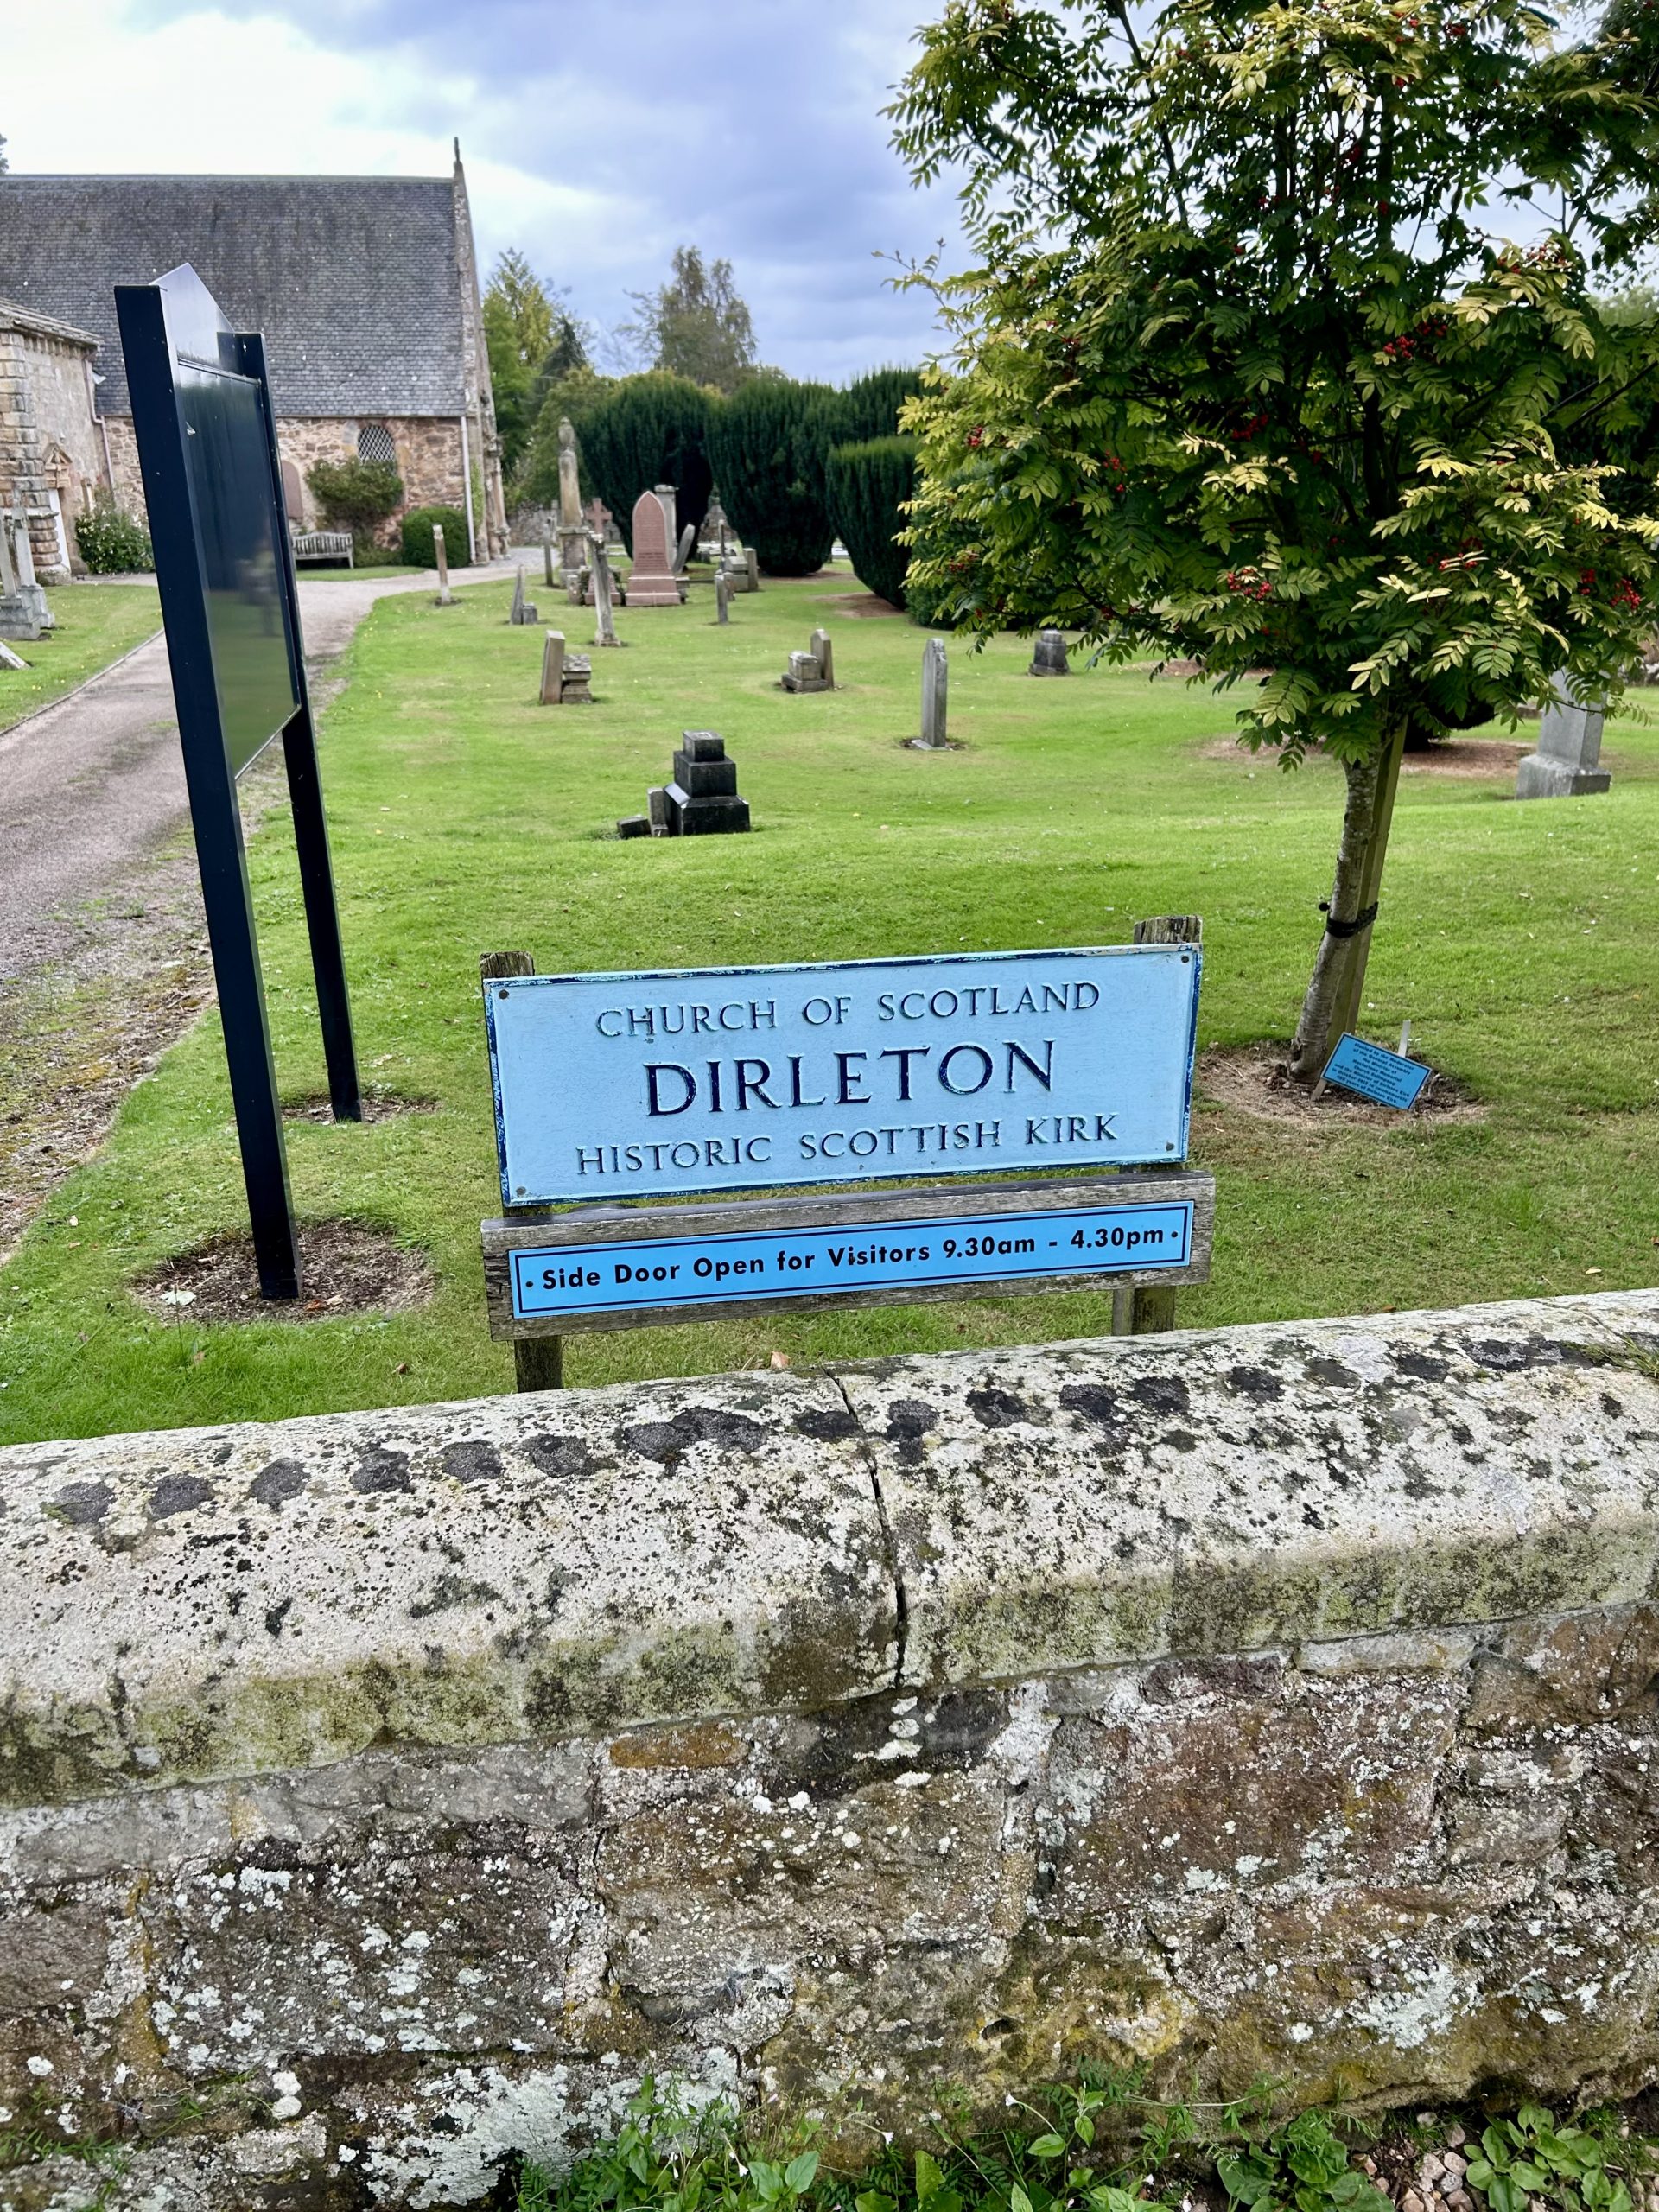 CHURCH OF SCOTLAND
DIRLETON
HISTORIC SCOTTISH KIRK
Side Door Open for Visitors 9.30am - 4.30pm